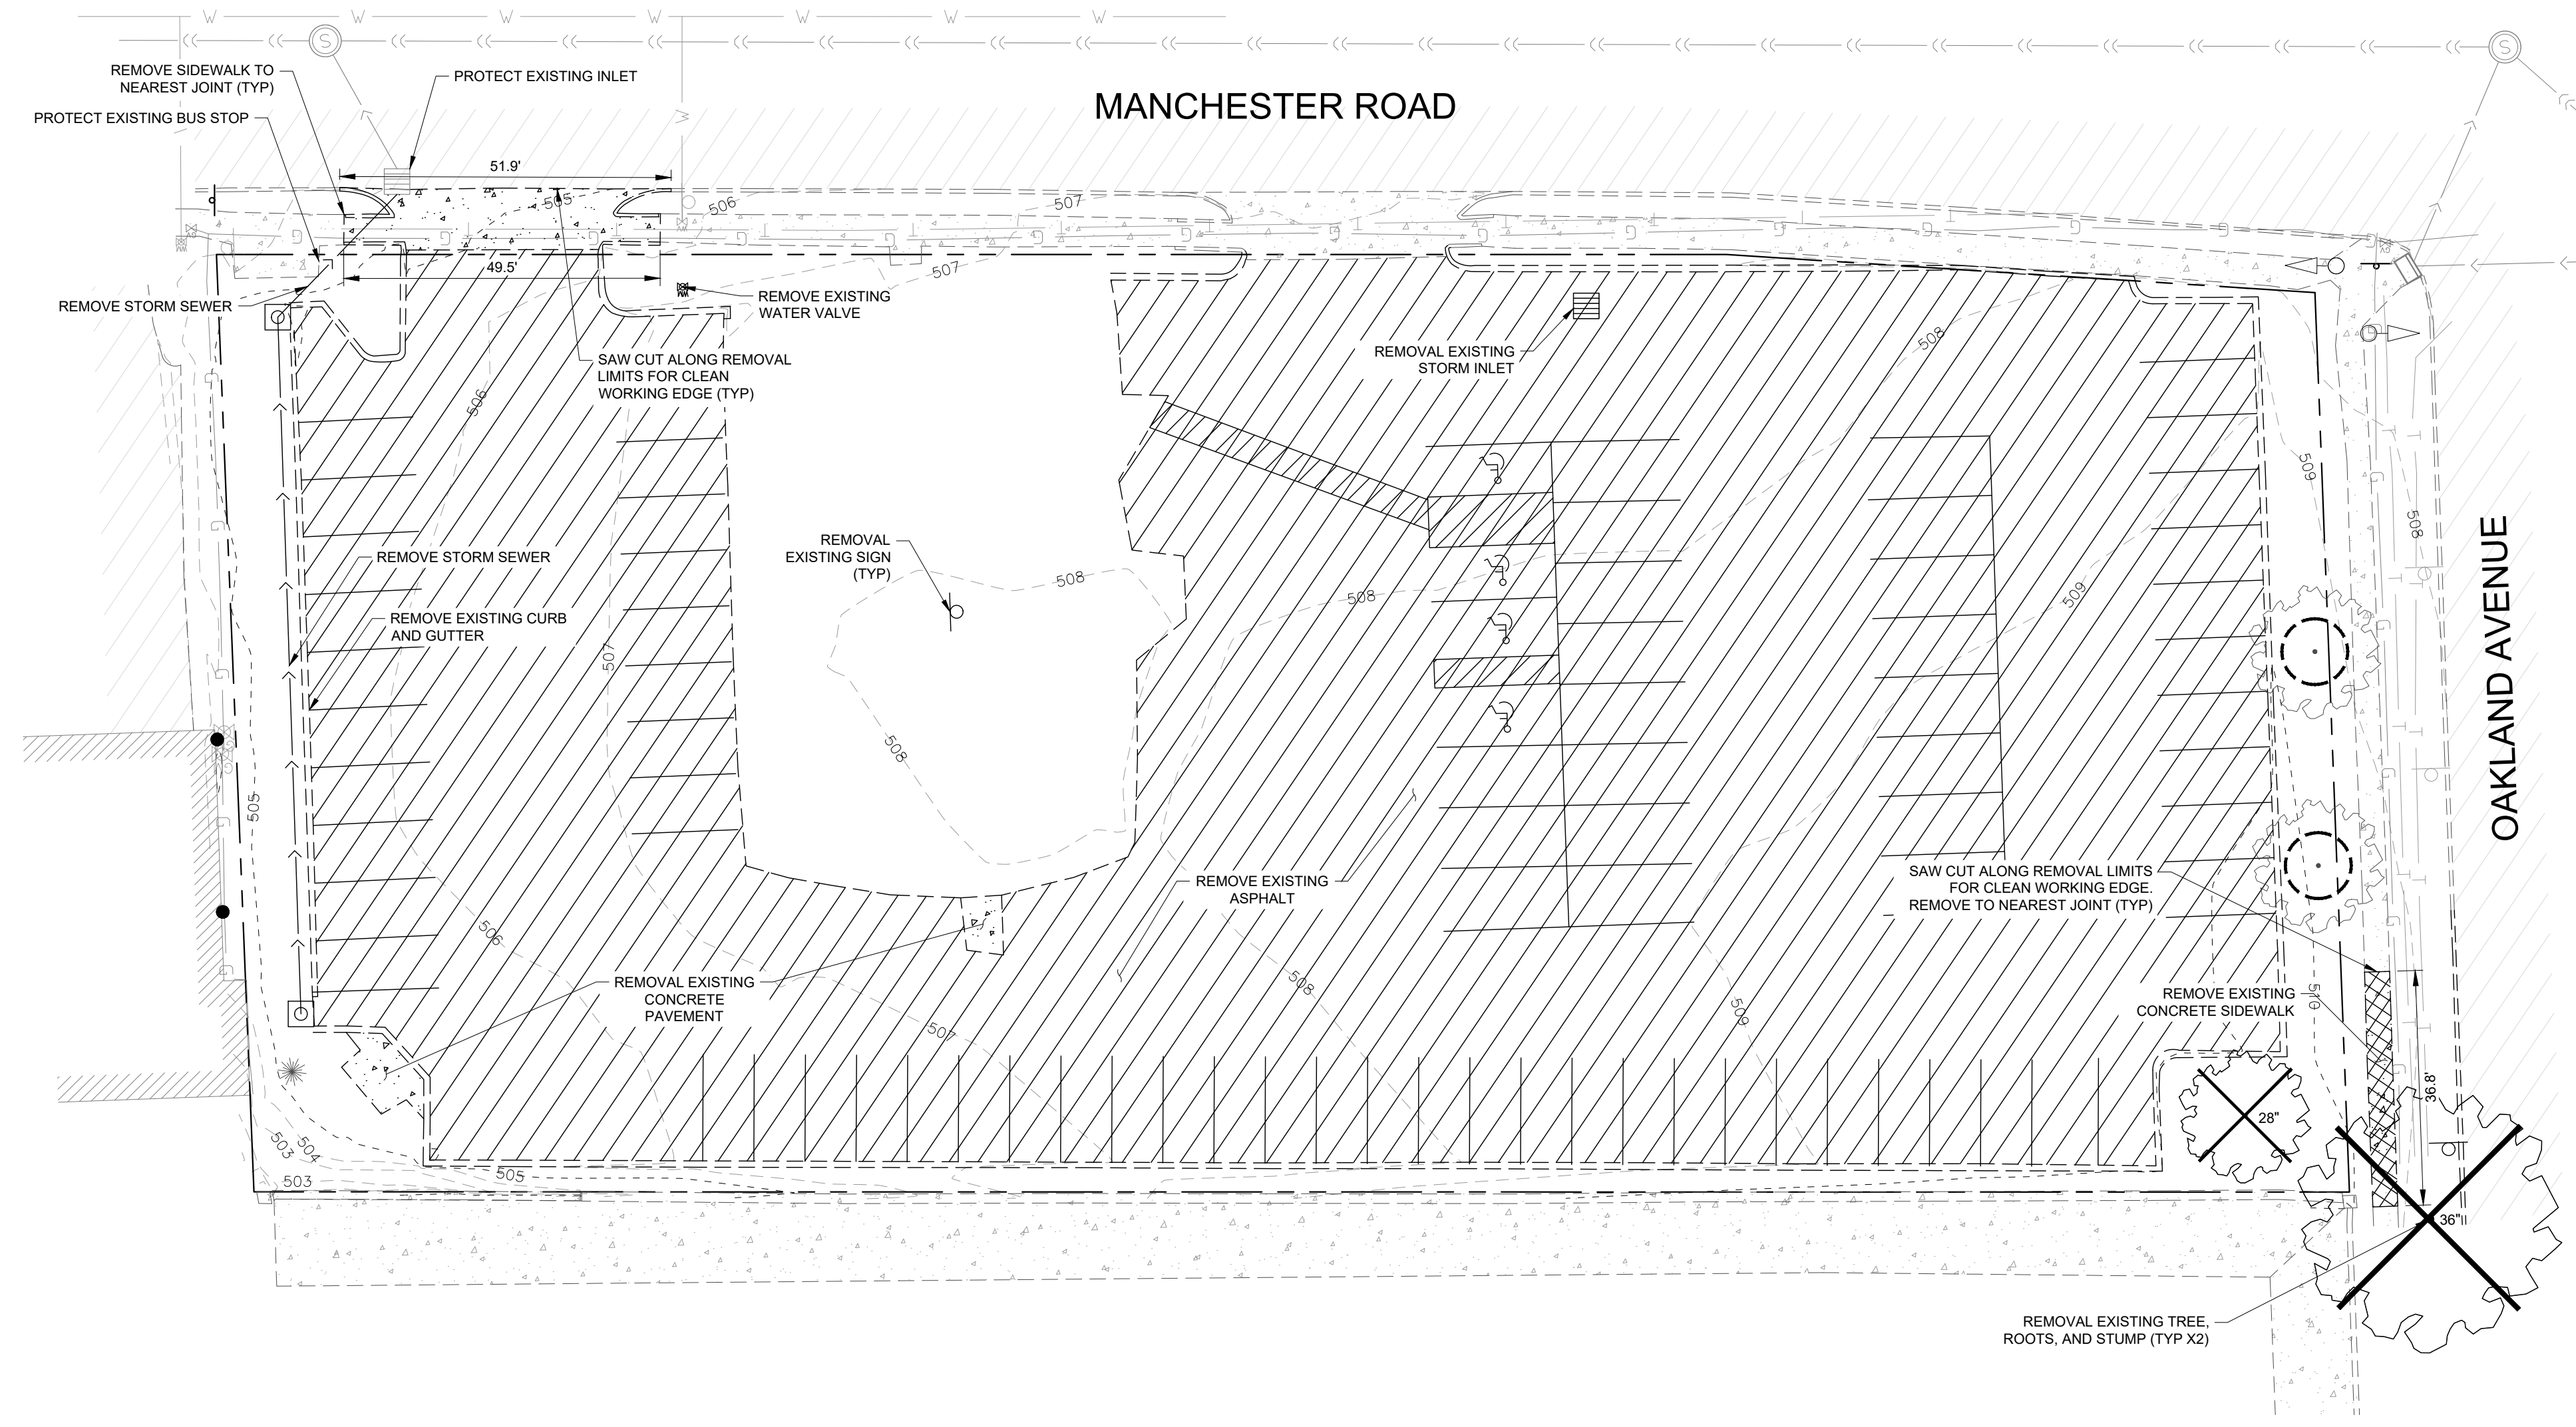 MANCHESTER ROAD
OAKLAND AVENUE
REMOVE SIDEWALK TO
NEAREST JOINT (TYP)
PROTECT EXISTING INLET
PROTECT EXISTING BUS STOP
51.9'
505
506
507
49.5'
507
REMOVE STORM SEWER
REMOVE EXISTING
WATER VALVE
SAW CUT ALONG REMOVAL
LIMITS FOR CLEAN
WORKING EDGE (TYP)
REMOVAL EXISTING
STORM INLET
508
506
509
508
REMOVAL
EXISTING SIGN
(TYP)
REMOVE STORM SEWER
508
508
509
REMOVE EXISTING CURB
AND GUTTER
507
508
505
REMOVE EXISTING
ASPHALT
SAW CUT ALONG REMOVAL LIMITS
FOR CLEAN WORKING EDGE.
REMOVE TO NEAREST JOINT (TYP)
506
REMOVAL EXISTING
CONCRETE
PAVEMENT
508
507
509
510
REMOVE EXISTING
CONCRETE SIDEWALK
36.8'
28"
503
504
503
505
36"
REMOVAL EXISTING TREE,
ROOTS, AND STUMP (TYP X2)
W W W W W W W
S
S